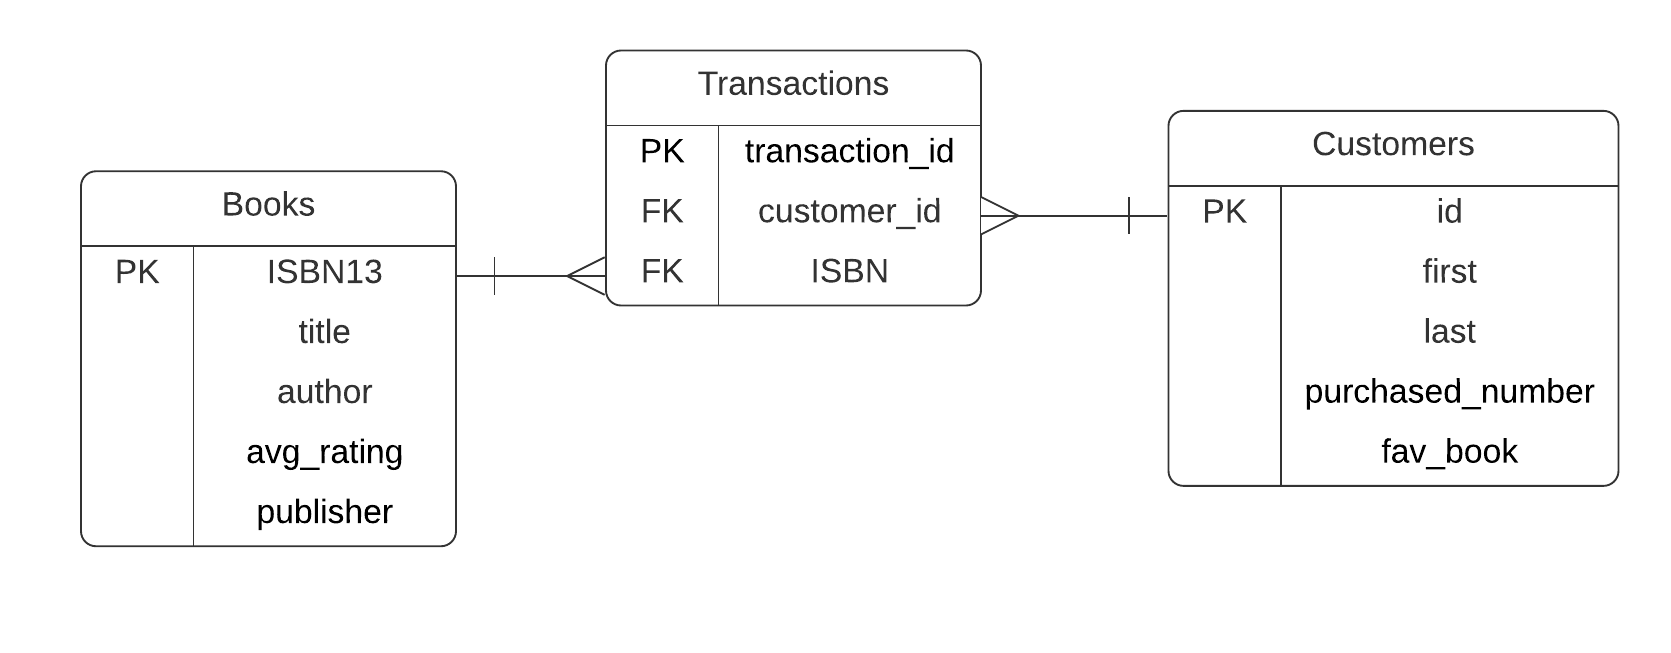 Transactions
PK transaction_id
FK customer_id
FK ISBN
Customers
PK id
first
last
purchased_number
fav_book
Books
PK ISBN13
title
author
avg_rating
publisher